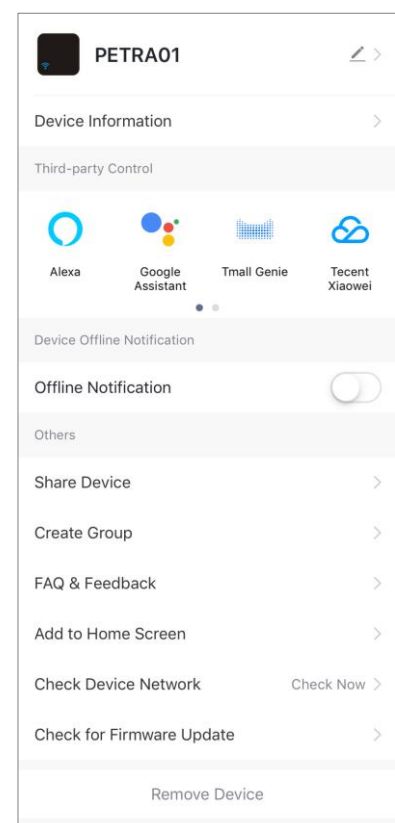 PETRA01
Device Information
Third-party Control
Alexa
Google
Assistant
Tmall Genie
Tecent
Xiaowei
Device Offline Notification
Offline Notification
Others
Share Device
Create Group
FAQ & Feedback
Add to Home Screen
Check Device Network Check Now
Check for Firmware Update
Remove Device